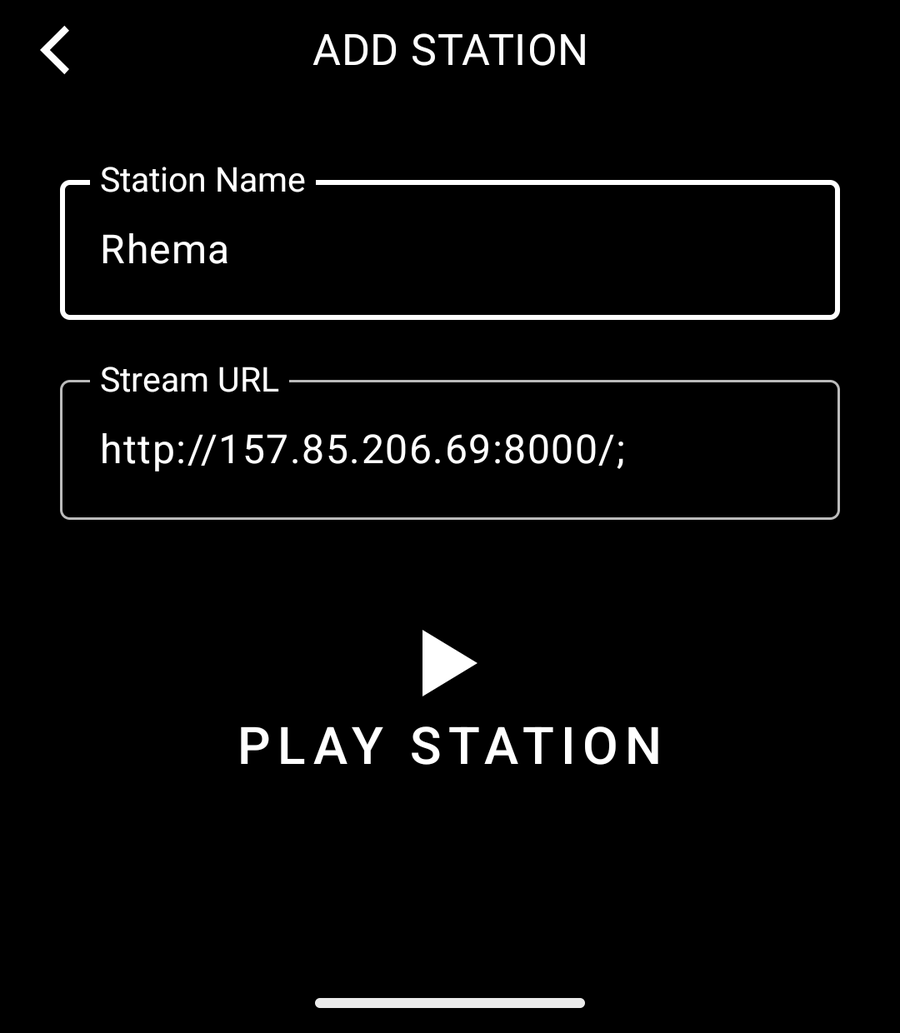 ADD STATION
Station Name
Rhema
Stream URL
http://157.85.206.69:8000/;
PLAY STATION